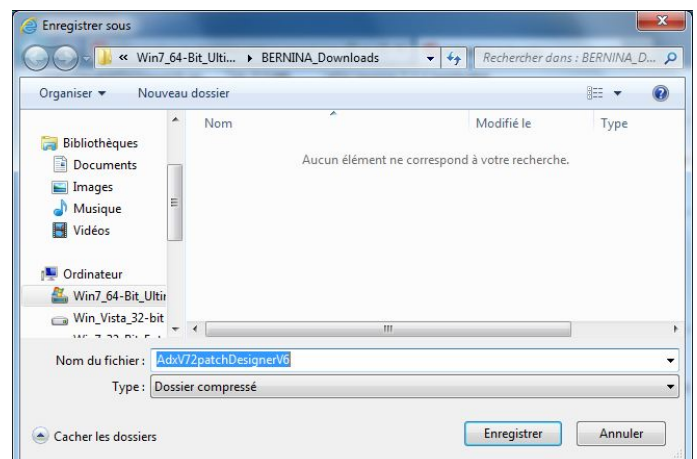 Enregistrer sous
« Win7_64-Bit_Ulti... ▸ BERNINA_Downloads
Rechercher dans : BERNINA_D...
Organiser
Nouveau dossier
Nom
Modifié le
Type
Aucun élément ne correspond à votre recherche.
Bibliothèques
Documents
Images
Musique
Vidéos
Ordinateur
Win7_64-Bit_Ultin
Win_Vista_32-bit
Nom du fichier : AdxV72patchDesignerV6
Type : Dossier compressé
Cacher les dossiers
Enregistrer
Annuler